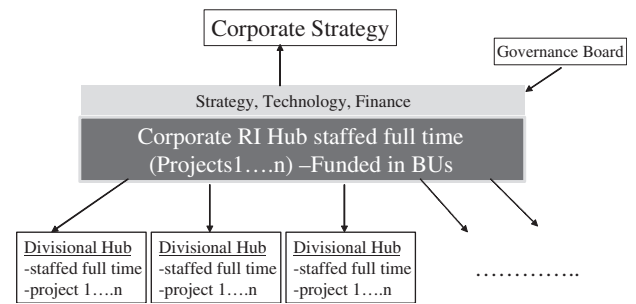 Corporate Strategy
Governance Board
Strategy, Technology, Finance
Corporate RI Hub staffed full time
(Projects1….n) –Funded in BUs
Divisional Hub
-staffed full time
-project 1….n
Divisional Hub
-staffed full time
-project 1….n
Divisional Hub
-staffed full time
-project 1….n
…………..